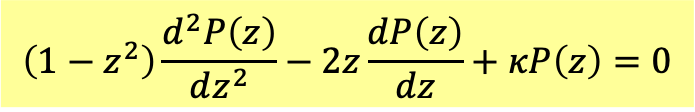 (1 − z²) d²P(z)/dz² − 2z dP(z)/dz + κP(z) = 0